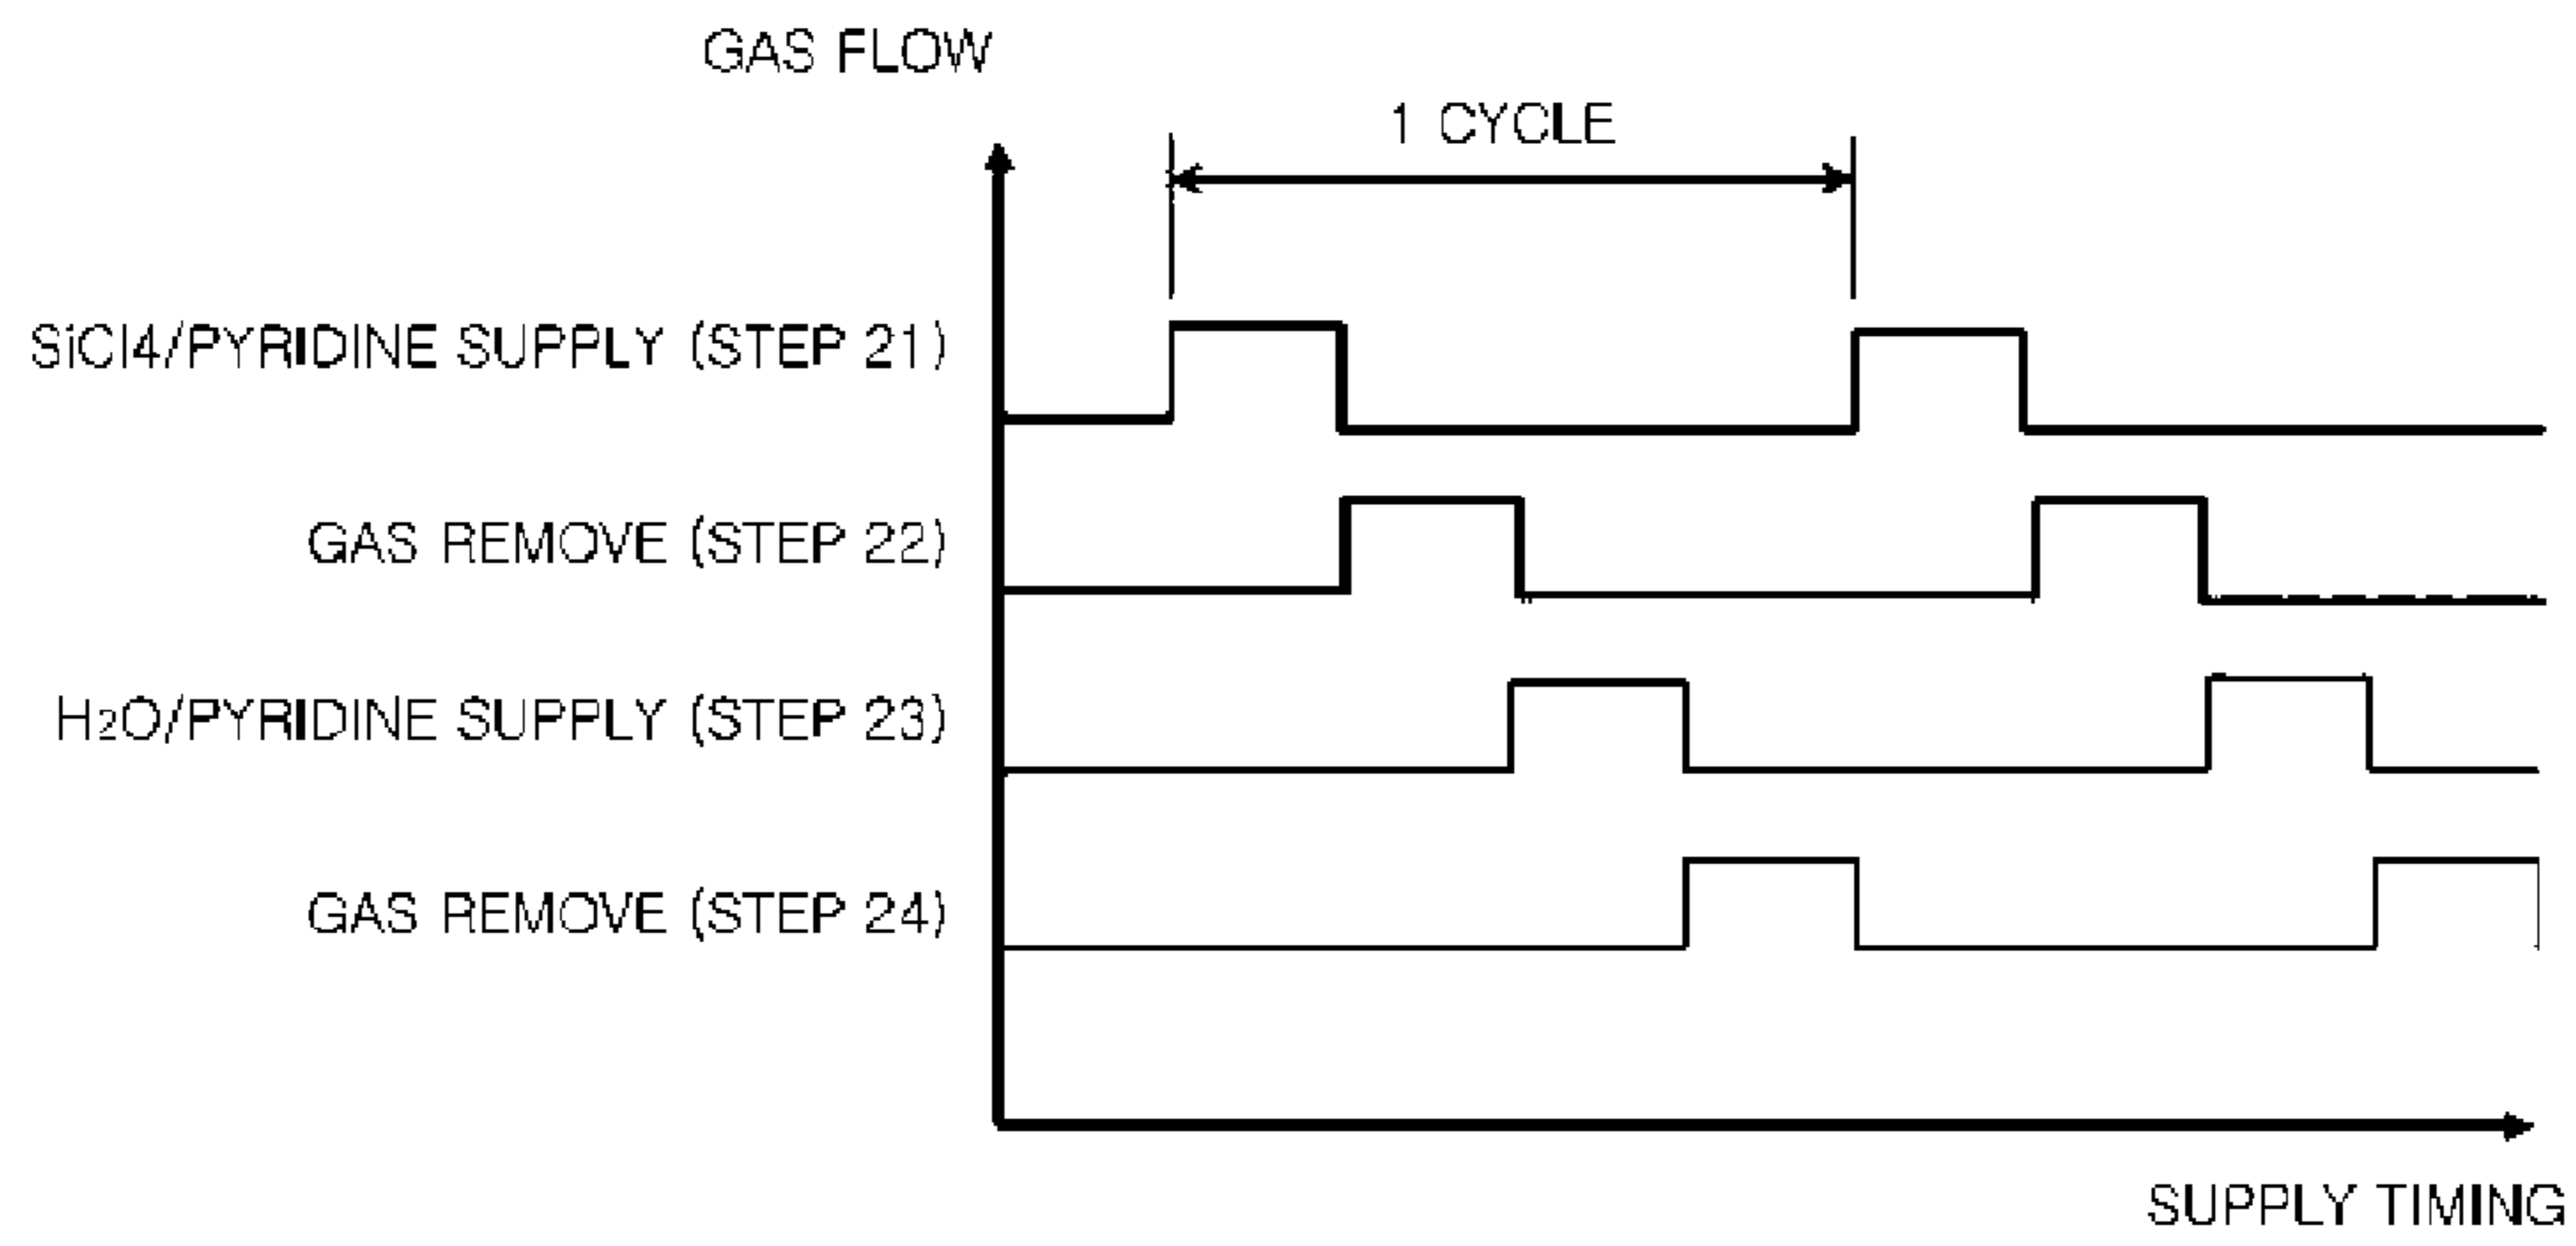 GAS FLOW
1 CYCLE
SiCl4/PYRIDINE SUPPLY (STEP 21)
GAS REMOVE (STEP 22)
H2O/PYRIDINE SUPPLY (STEP 23)
GAS REMOVE (STEP 24)
SUPPLY TIMING